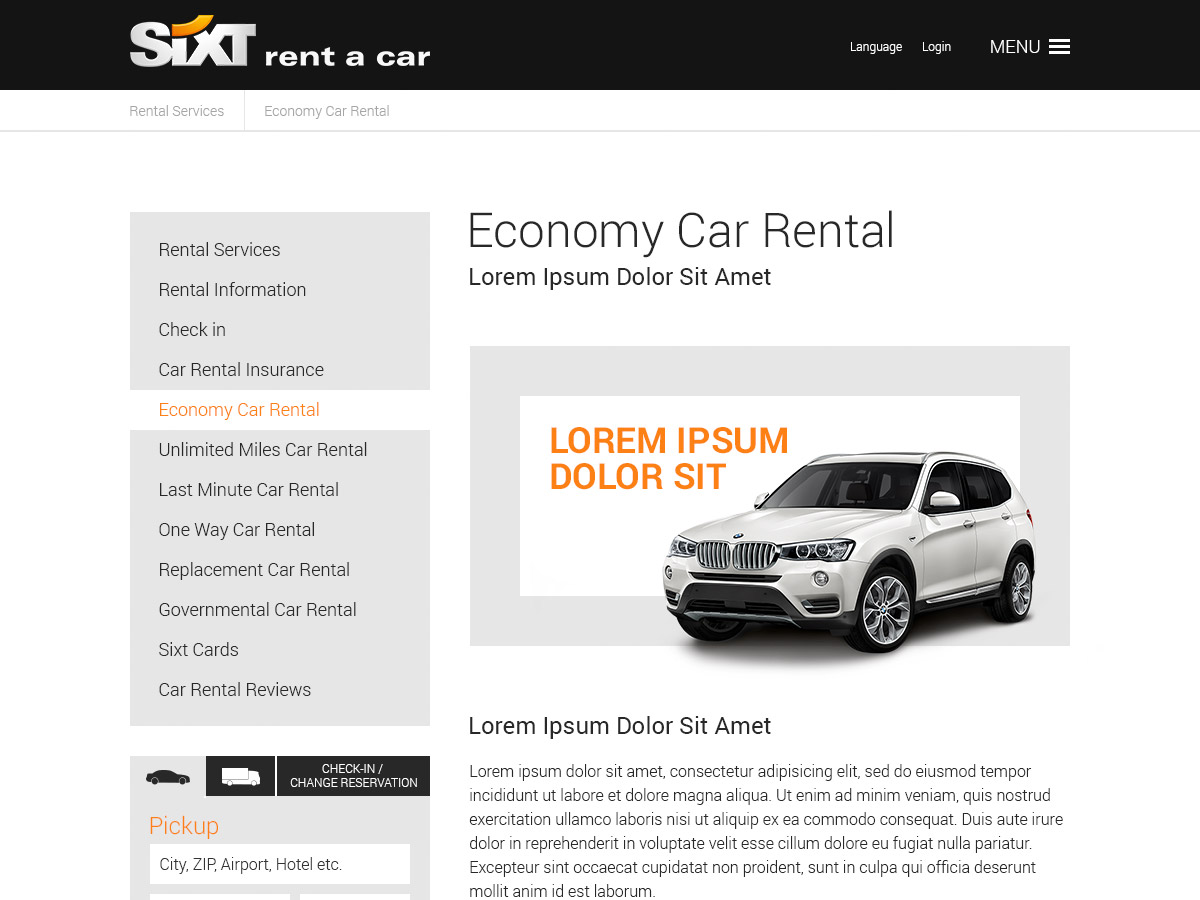 SiXT rent a car
Language
Login
MENU
Rental Services
Economy Car Rental
Rental Services
Rental Information
Check in
Car Rental Insurance
Economy Car Rental
Unlimited Miles Car Rental
Last Minute Car Rental
One Way Car Rental
Replacement Car Rental
Governmental Car Rental
Sixt Cards
Car Rental Reviews
CHECK-IN /
CHANGE RESERVATION
Pickup
City, ZIP, Airport, Hotel etc.
Economy Car Rental
Lorem Ipsum Dolor Sit Amet
LOREM IPSUM
DOLOR SIT
Lorem Ipsum Dolor Sit Amet
Lorem ipsum dolor sit amet, consectetur adipisicing elit, sed do eiusmod tempor
incididunt ut labore et dolore magna aliqua. Ut enim ad minim veniam, quis nostrud
exercitation ullamco laboris nisi ut aliquip ex ea commodo consequat. Duis aute irure
dolor in reprehenderit in voluptate velit esse cillum dolore eu fugiat nulla pariatur.
Excepteur sint occaecat cupidatat non proident, sunt in culpa qui officia deserunt
mollit anim id est laborum.